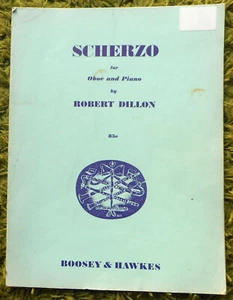 SCHERZO
for
Oboe and Piano
by
ROBERT DILLON
BOOSEY & HAWKES